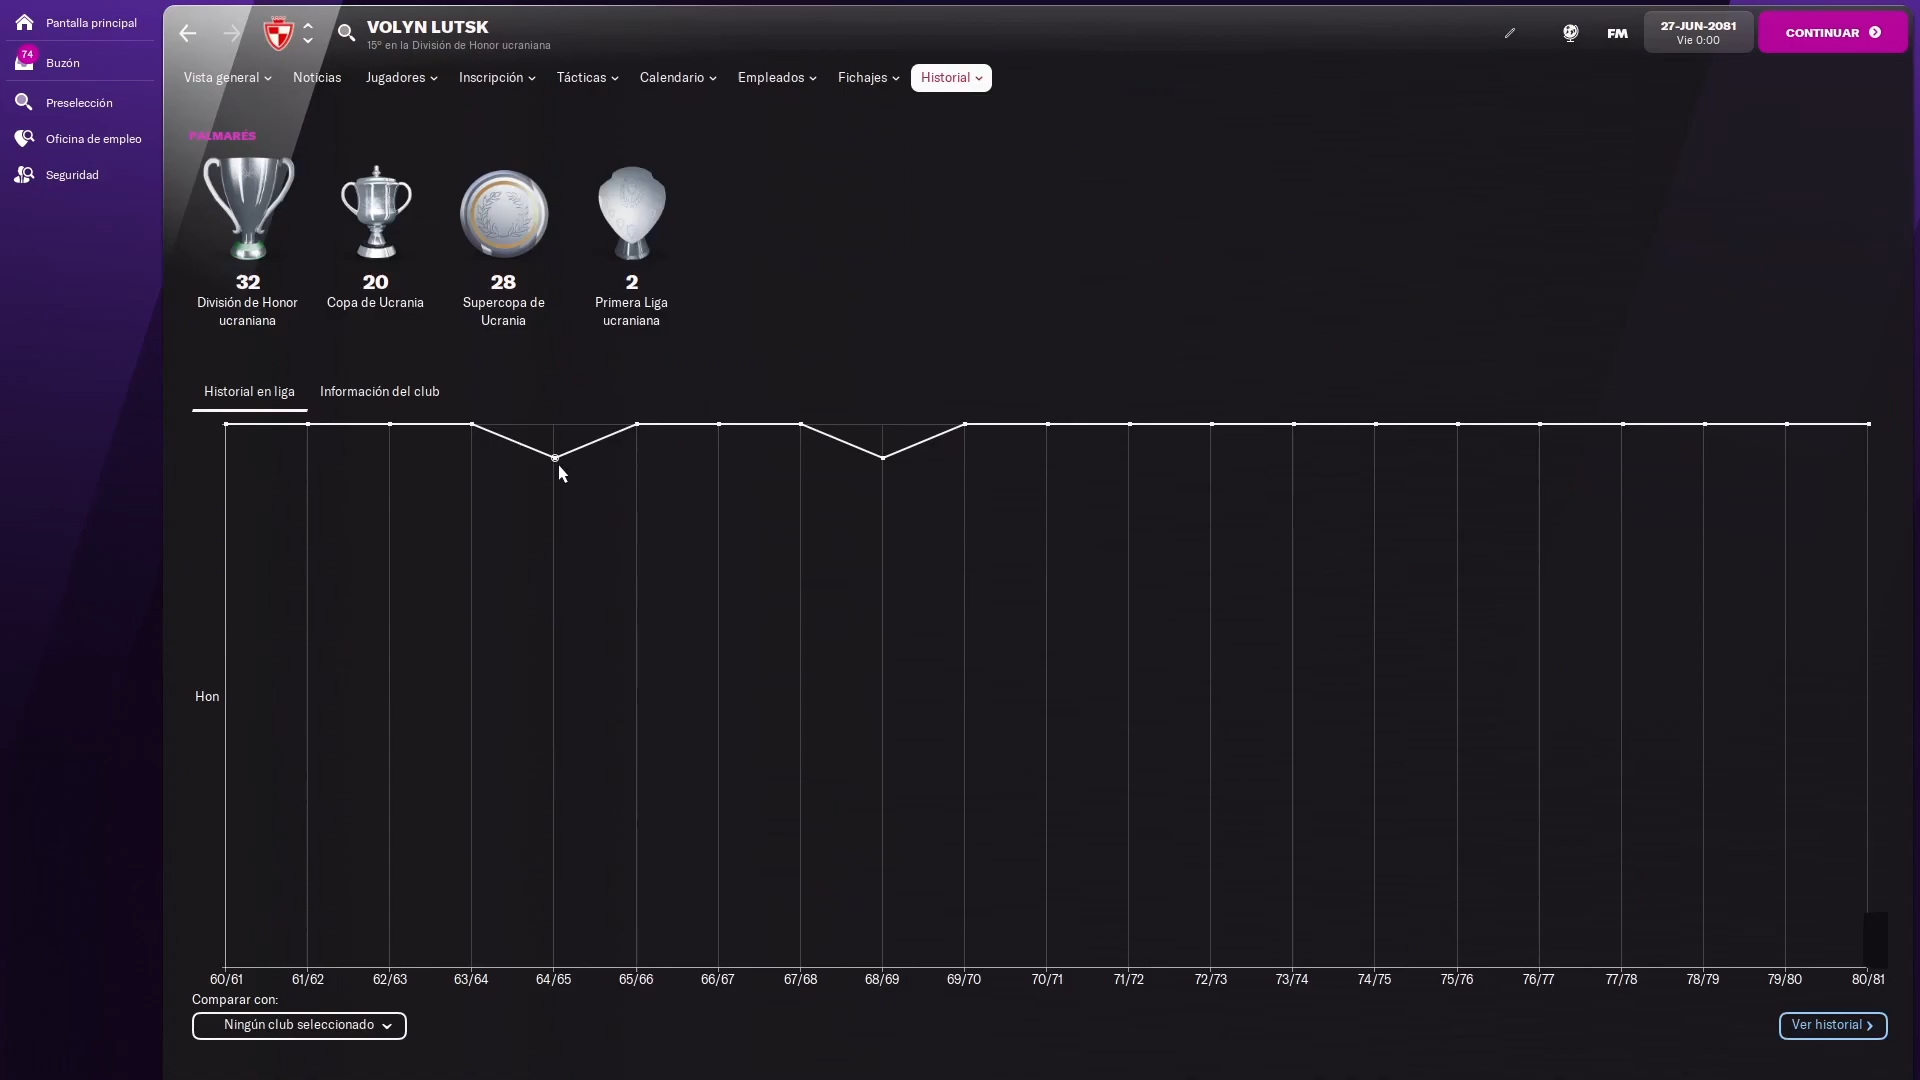 Pantalla principal
74
Buzón
Preselección
Oficina de empleo
Seguridad
VOLYN LUTSK
15º en la División de Honor ucraniana
FM
27-JUN-2081
Vie 0:00
CONTINUAR
Vista general
Noticias
Jugadores
Inscripción
Tácticas
Calendario
Empleados
Fichajes
Historial
PALMARÉS
32
División de Honor
ucraniana
20
Copa de Ucrania
28
Supercopa de
Ucrania
2
Primera Liga
ucraniana
Historial en liga
Información del club
Hon
60/61 61/62 62/63 63/64 64/65 65/66 66/67 67/68 68/69 69/70 70/71 71/72 72/73 73/74 74/75 75/76 76/77 77/78 78/79 79/80 80/81
Comparar con:
Ningún club seleccionado
Ver historial